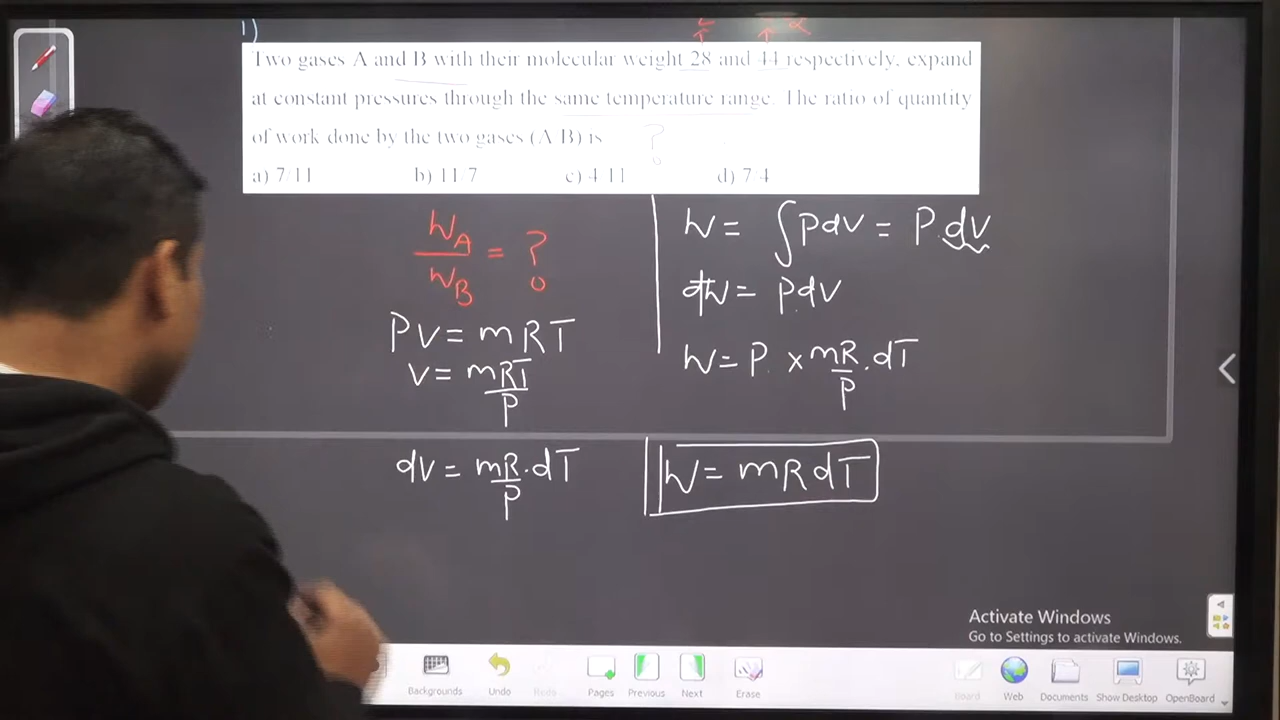 1)
Two gases A and B with their molecular weight 28 and 44 respectively, expand
at constant pressures through the same temperature range. The ratio of quantity
of work done by the two gases (A B) is ?
a) 7/11 b) 11 7 c) 4 11 d) 7 4
W_A / W_B = ?
PV = mRT
V = mRT / P
dV = mR / P . dT
W = ∫ PdV = P. dV
dW = PdV
W = P. × mR / P . dT
W = mRdT
Activate Windows
Go to Settings to activate Windows.
Backgrounds Undo Redo Pages Previous Next Erase Board Web Documents Show Desktop OpenBoard